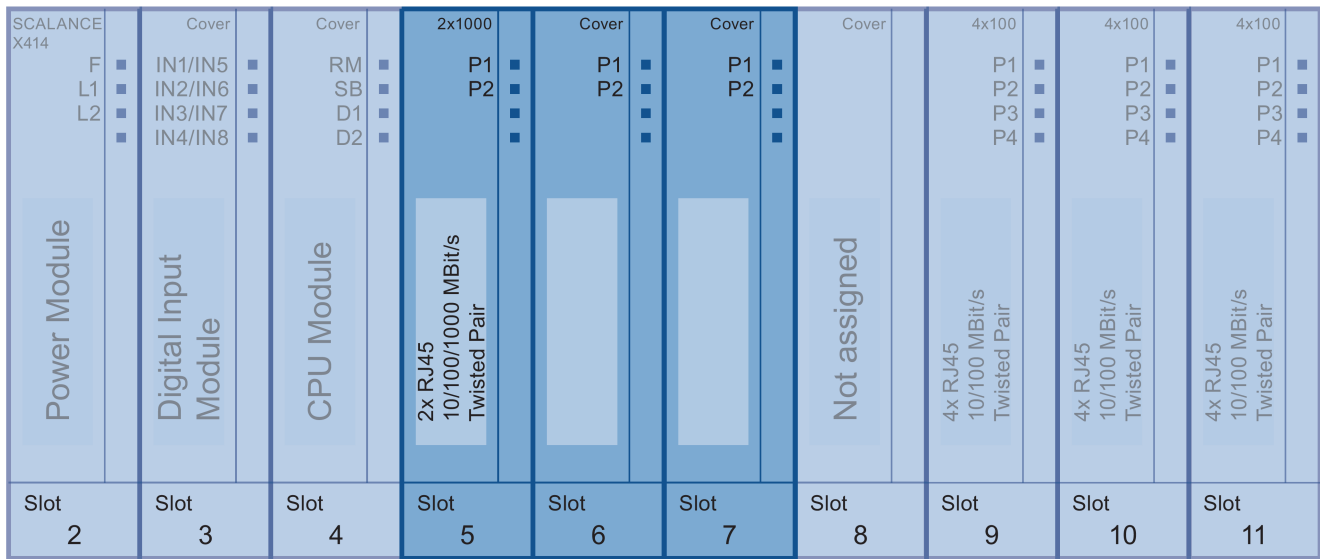 SCALANCE
X414
F
L1
L2
Power Module
Slot
2
Cover
IN1/IN5
IN2/IN6
IN3/IN7
IN4/IN8
Digital Input
Module
Slot
3
Cover
RM
SB
D1
D2
CPU Module
Slot
4
2x1000
P1
P2
2x RJ45
10/100/1000 MBit/s
Twisted Pair
Slot
5
Cover
P1
P2
Slot
6
Cover
P1
P2
Slot
7
Cover
Not assigned
Slot
8
4x100
P1
P2
P3
P4
4x RJ45
10/100 MBit/s
Twisted Pair
Slot
9
4x100
P1
P2
P3
P4
4x RJ45
10/100 MBit/s
Twisted Pair
Slot
10
4x100
P1
P2
P3
P4
4x RJ45
10/100 MBit/s
Twisted Pair
Slot
11